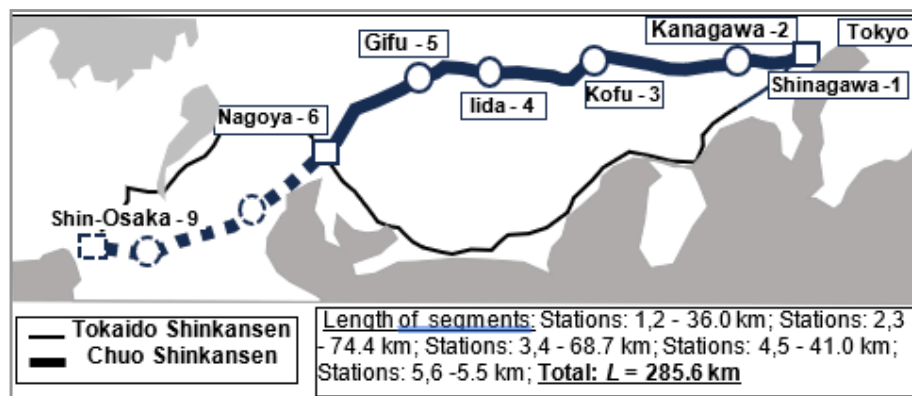 Kanagawa -2
Tokyo
Gifu - 5
Shinagawa -1
Iida - 4
Kofu - 3
Nagoya - 6
Shin-Osaka - 9
Tokaido Shinkansen
Chuo Shinkansen
Length of segments: Stations: 1,2 - 36.0 km; Stations: 2,3
- 74.4 km; Stations: 3,4 - 68.7 km; Stations: 4,5 - 41.0 km;
Stations: 5,6 -5.5 km; Total: L = 285.6 km